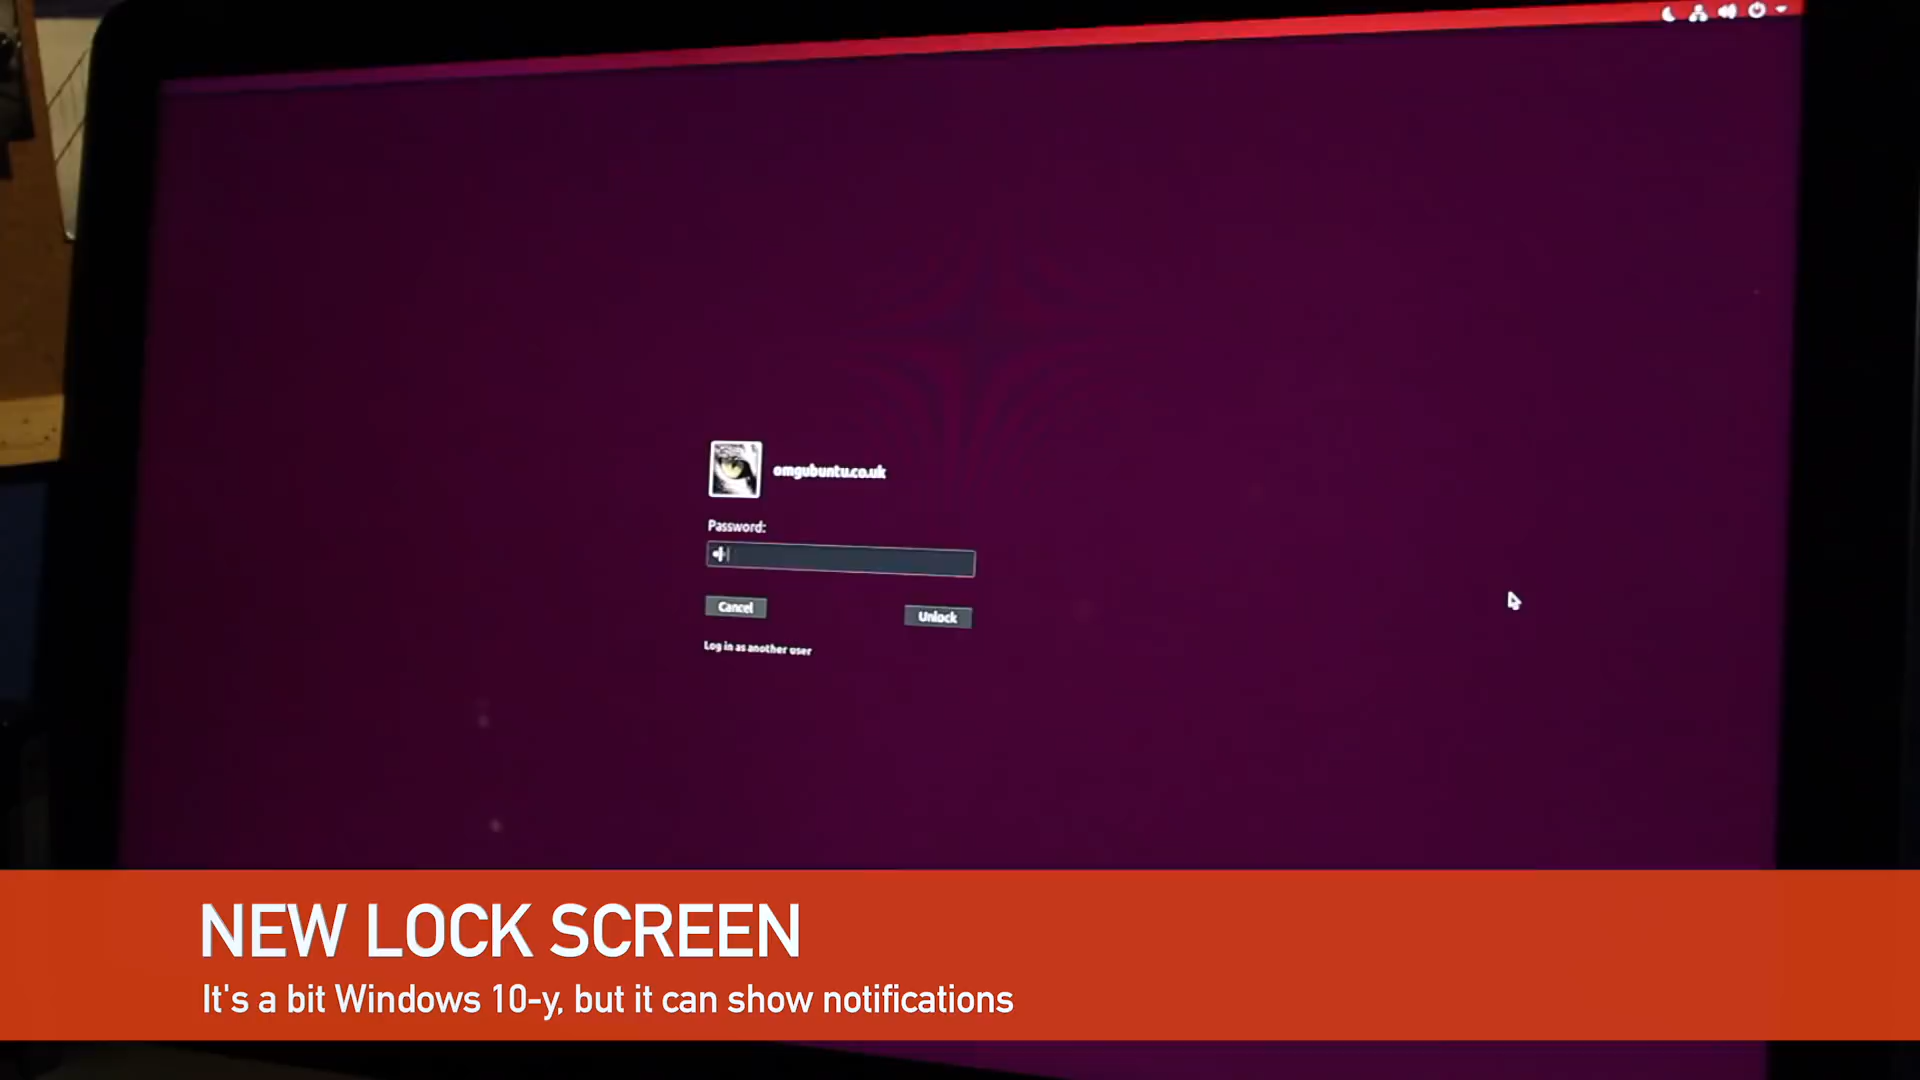 omgubuntu.co.uk
Password:
Cancel
Unlock
Log in as another user
NEW LOCK SCREEN
It's a bit Windows 10-y, but it can show notifications